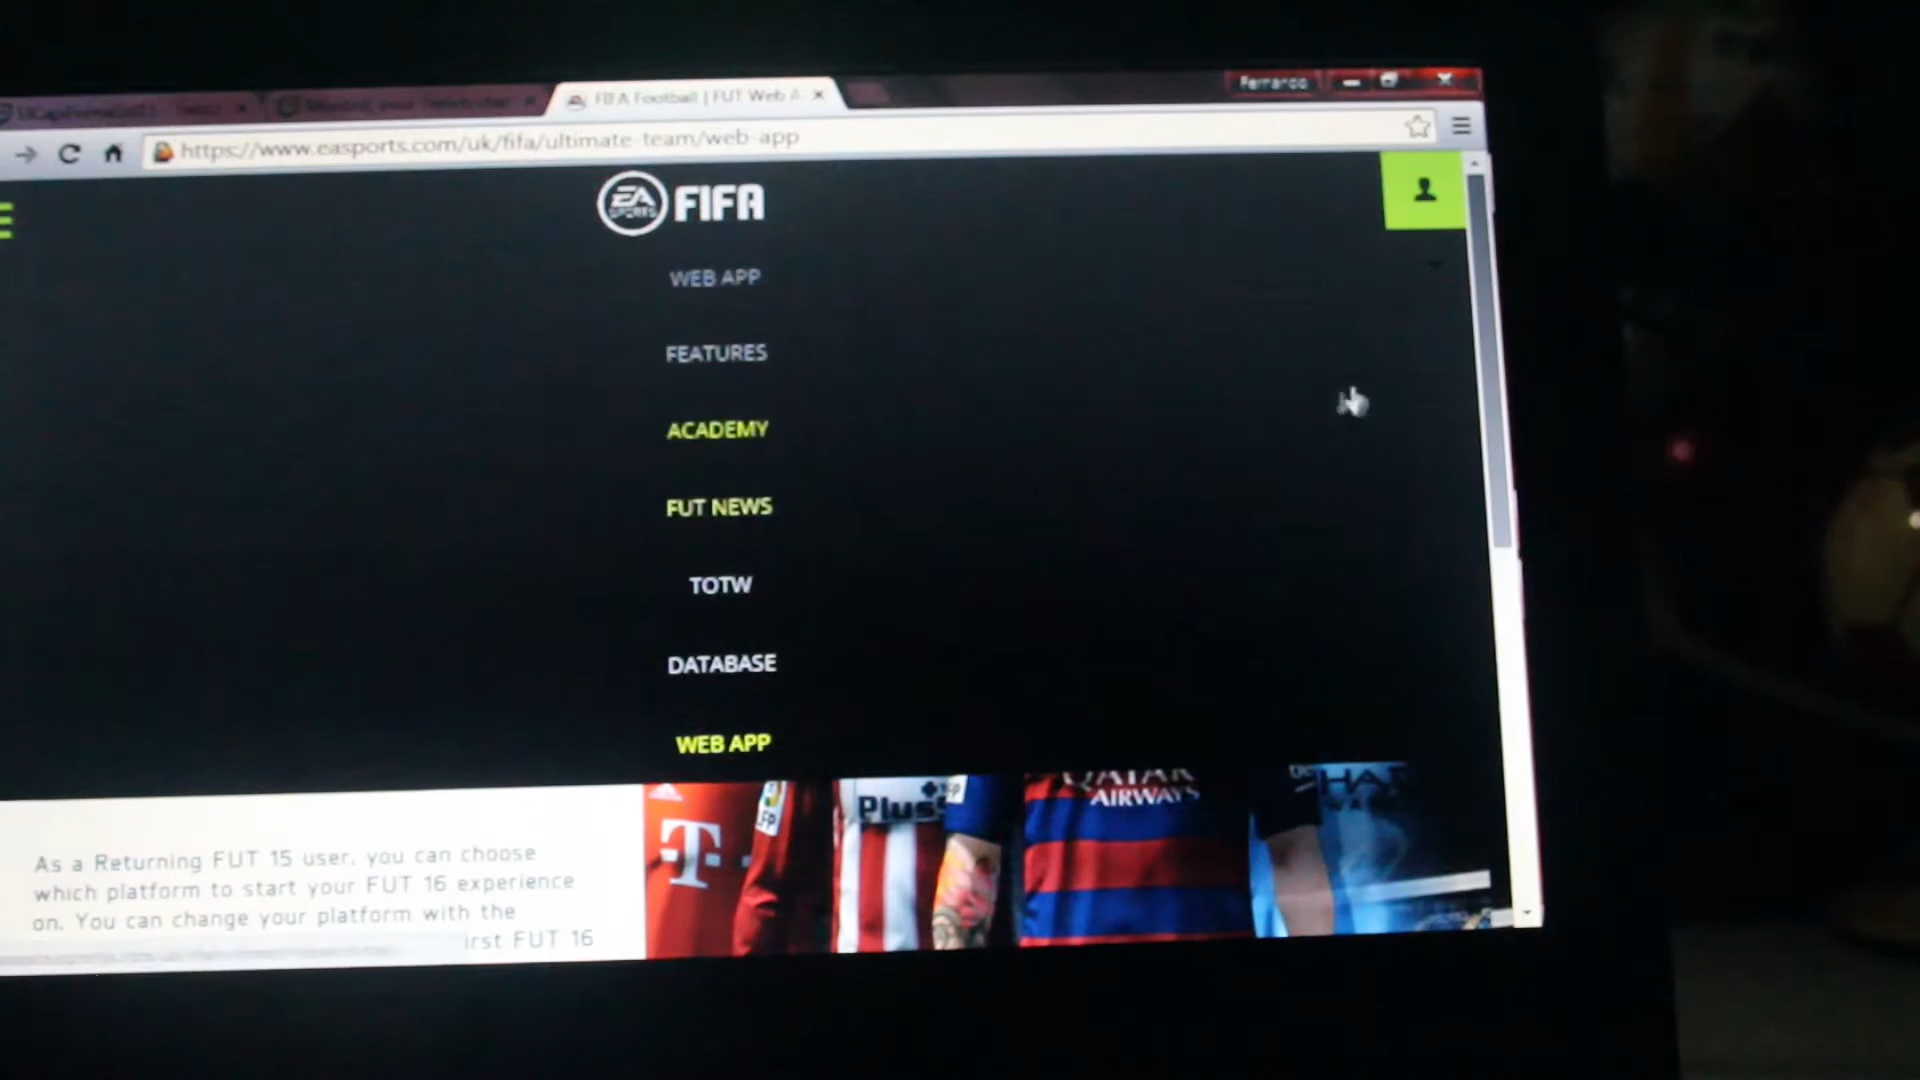 Fernando
FIFA Football | FUT Web A
https://www.easports.com/uk/fifa/ultimate-team/web-app
EA SPORTS FIFA
WEB APP
FEATURES
ACADEMY
FUT NEWS
TOTW
DATABASE
WEB APP
QATAR
AIRWAYS
Plus
LFP
T
As a Returning FUT 15 user, you can choose
which platform to start your FUT 16 experience
on. You can change your platform with the
irst FUT 16